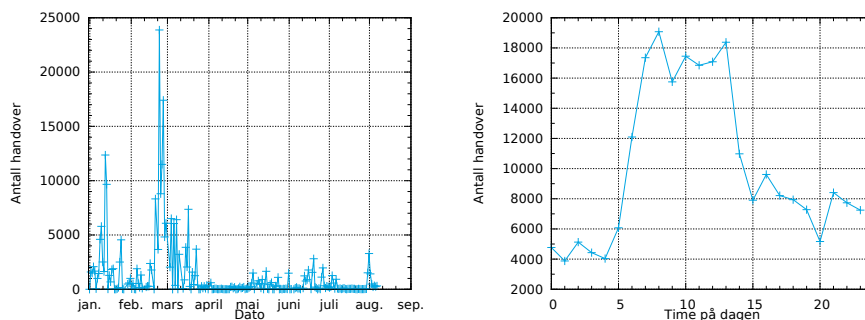 Antall handover
25000
20000
15000
10000
5000
0
jan. feb. mars april mai juni juli aug. sep.
Dato
Antall handover
20000
18000
16000
14000
12000
10000
8000
6000
4000
2000
0 5 10 15 20
Time på dagen